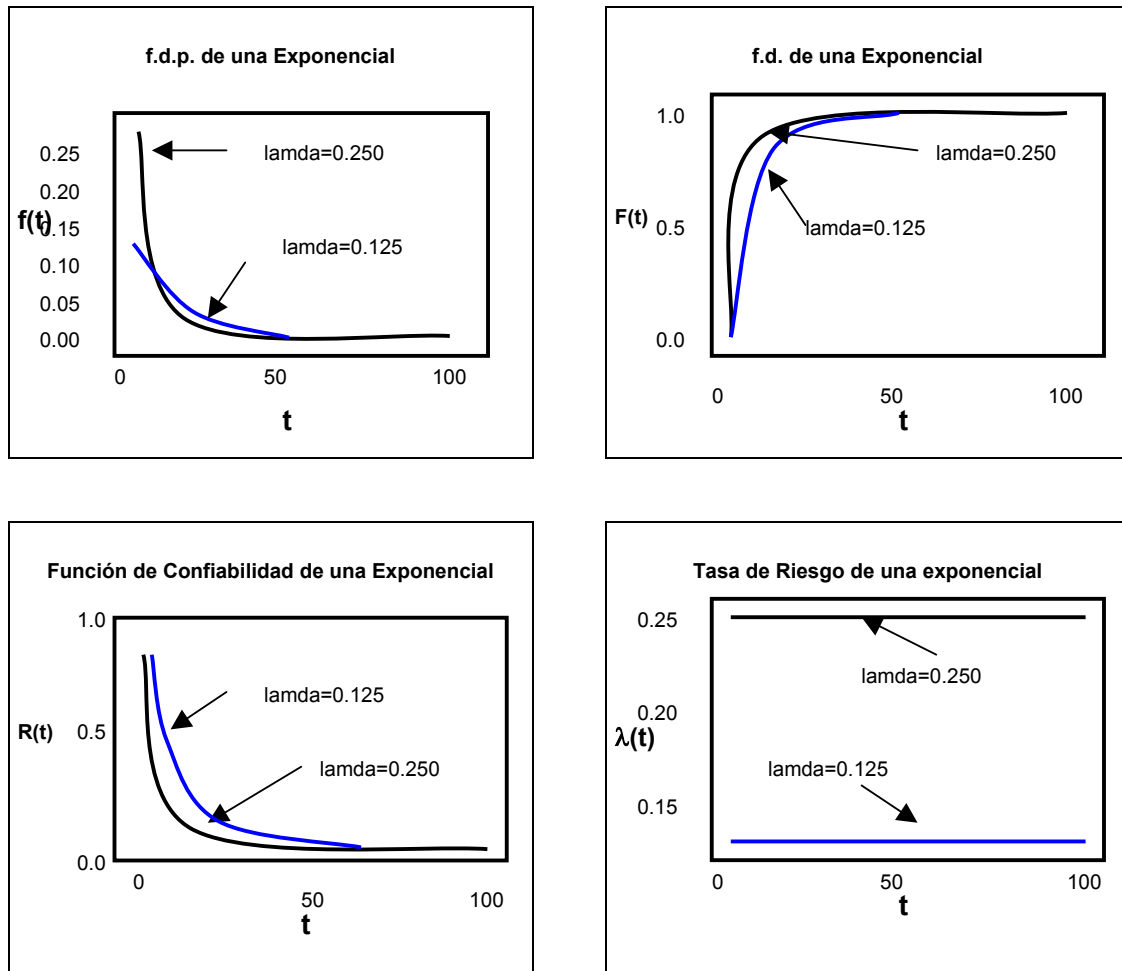 f.d.p. de una Exponencial
0.25
0.20
0.15
0.10
0.05
0.00
f(t)
lamda=0.250
lamda=0.125
0
50
100
t
f.d. de una Exponencial
1.0
0.5
0.0
F(t)
lamda=0.250
lamda=0.125
0
50
100
t
Función de Confiabilidad de una Exponencial
1.0
0.5
0.0
R(t)
lamda=0.125
lamda=0.250
0
50
100
t
Tasa de Riesgo de una exponencial
0.25
0.20
0.15
λ(t)
lamda=0.250
lamda=0.125
0
50
100
t